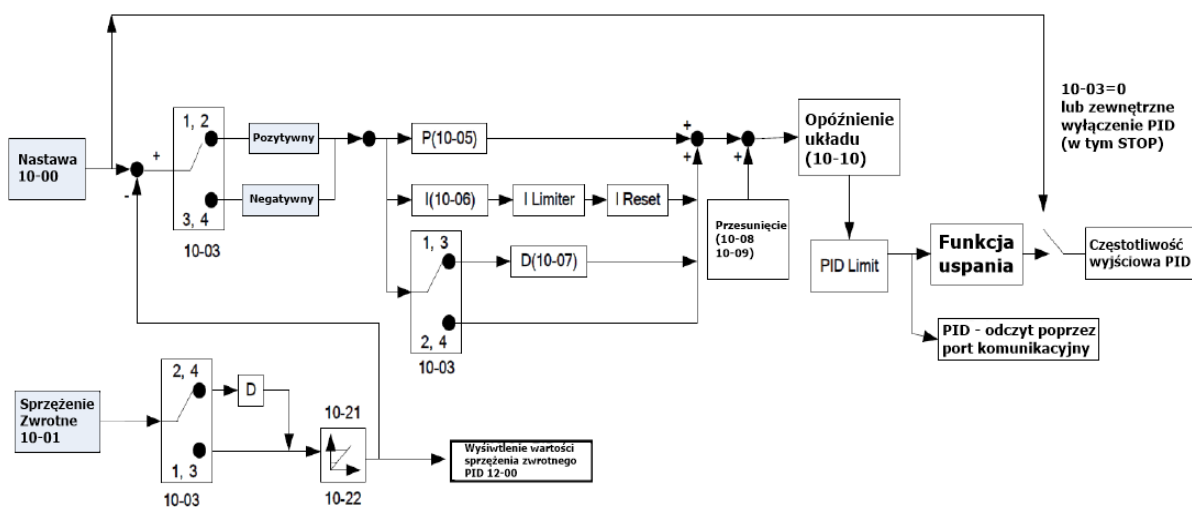 10-03=0
lub zewnętrzne
wyłączenie PID
(w tym STOP)
Nastawa
10-00
+
-
1, 2
3, 4
10-03
Pozytywny
Negatywny
P(10-05)
I(10-06)
I Limiter
I Reset
1, 3
2, 4
10-03
D(10-07)
+
+
+
Przesunięcie
(10-08
10-09)
Opóźnienie
układu
(10-10)
PID Limit
Funkcja
uspania
Częstotliwość
wyjściowa PID
PID - odczyt poprzez
port komunikacyjny
Sprzężenie
Zwrotne
10-01
2, 4
1, 3
10-03
D
10-21
10-22
Wyśiwtlenie wartości
sprzężenia zwrotnego
PID 12-00